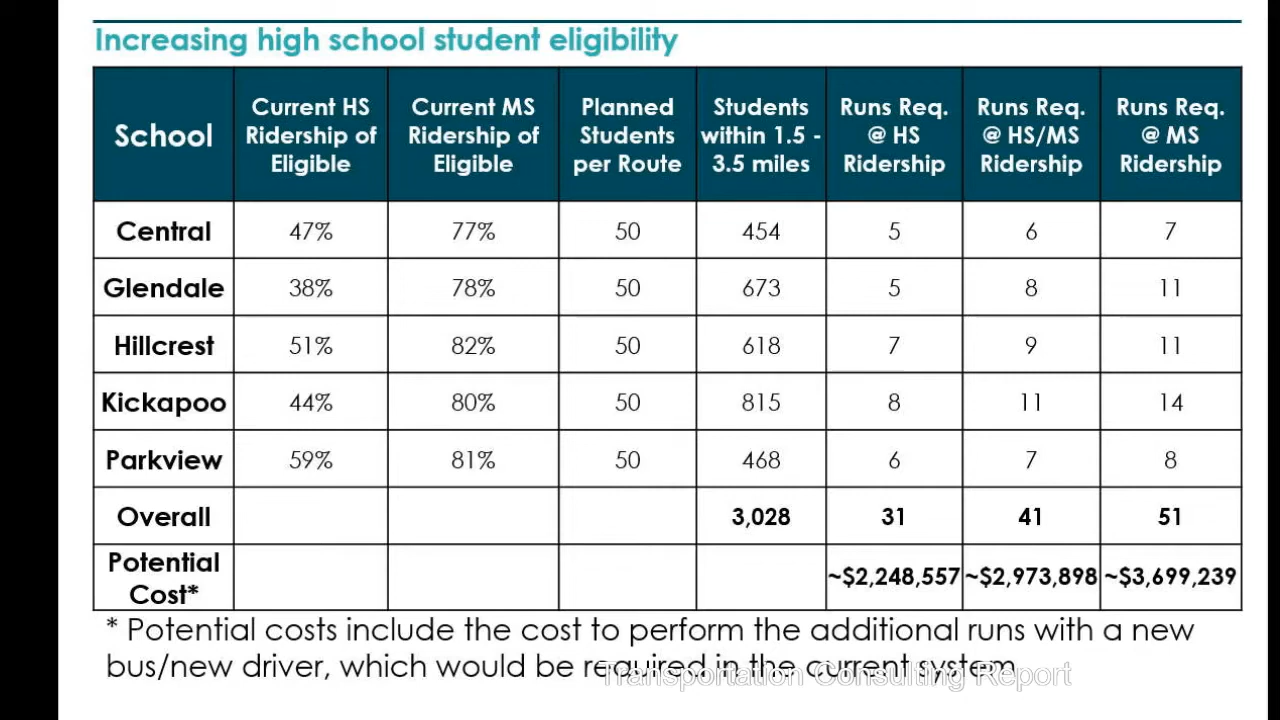 Increasing high school student eligibility
School | Current HS Ridership of Eligible | Current MS Ridership of Eligible | Planned Students per Route | Students within 1.5 - 3.5 miles | Runs Req. @ HS Ridership | Runs Req. @ HS/MS Ridership | Runs Req. @ MS Ridership
Central | 47% | 77% | 50 | 454 | 5 | 6 | 7
Glendale | 38% | 78% | 50 | 673 | 5 | 8 | 11
Hillcrest | 51% | 82% | 50 | 618 | 7 | 9 | 11
Kickapoo | 44% | 80% | 50 | 815 | 8 | 11 | 14
Parkview | 59% | 81% | 50 | 468 | 6 | 7 | 8
Overall | 3,028 | 31 | 41 | 51
Potential Cost* | ~$2,248,557 | ~$2,973,898 | ~$3,699,239
* Potential costs include the cost to perform the additional runs with a new
bus/new driver, which would be required in the current system
Transportation Consulting Report